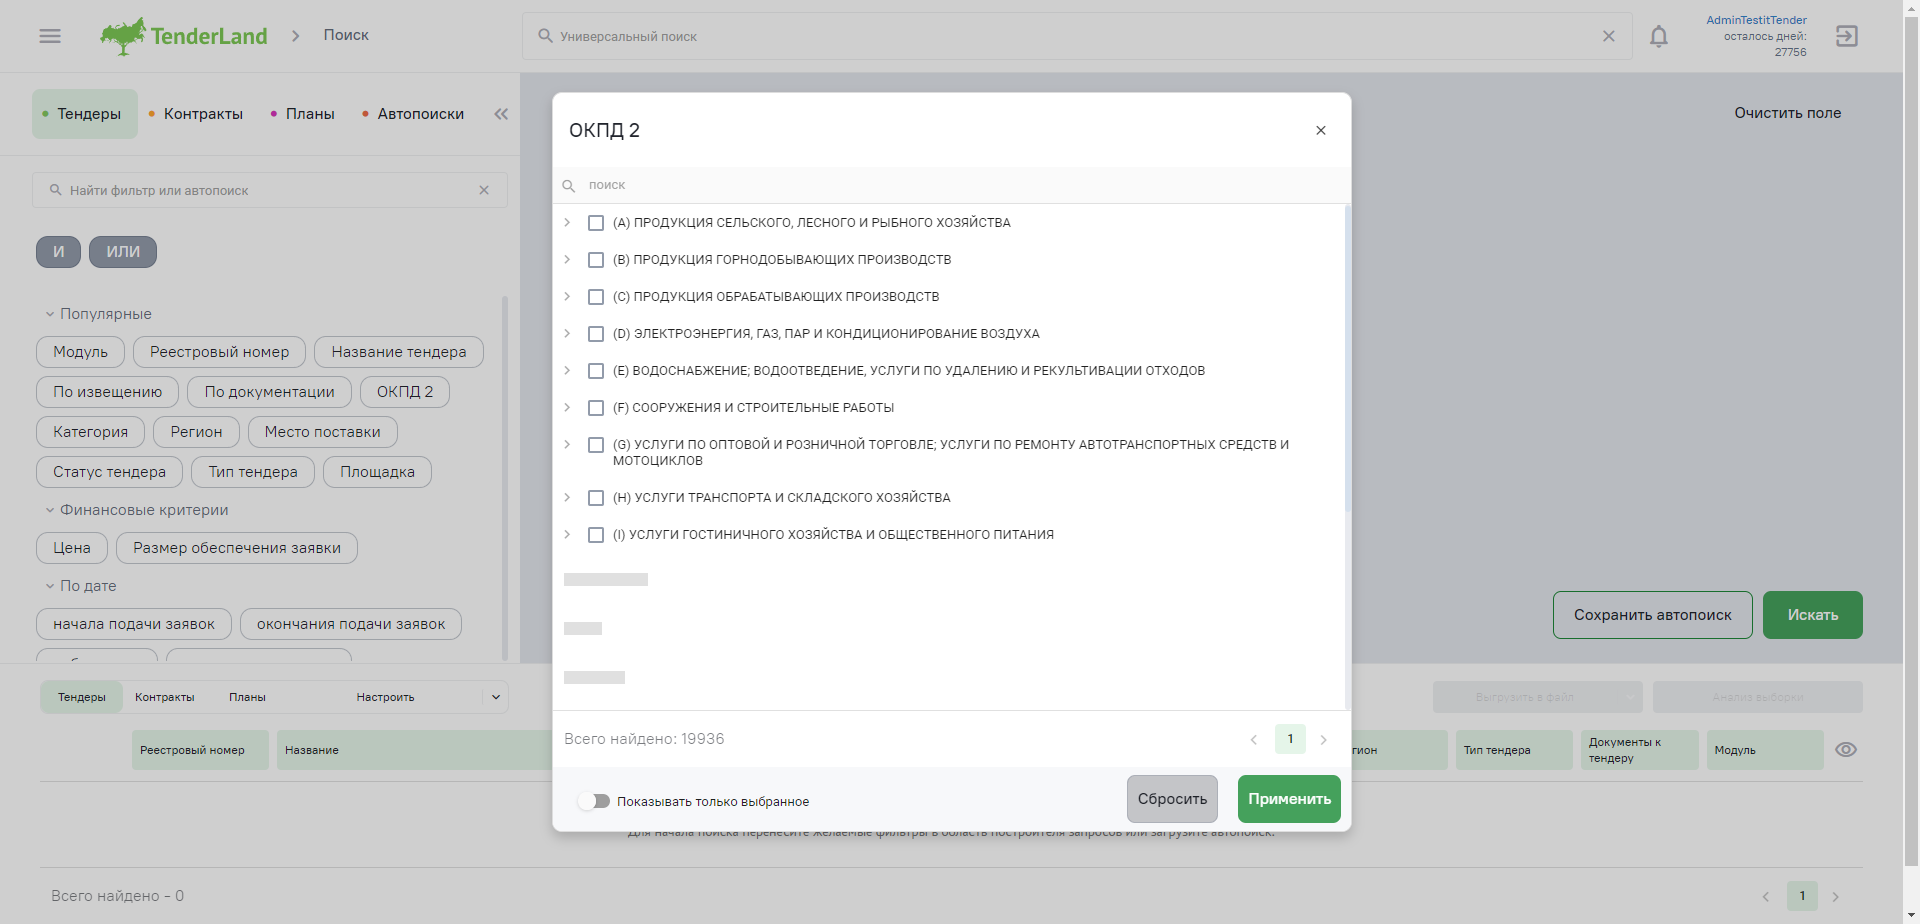 TenderLand
Поиск
Универсальный поиск
AdminTestitTender
осталось дней:
27756
Тендеры
Контракты
Планы
Автопоиски
Найти фильтр или автопоиск
И
ИЛИ
Популярные
Модуль
Реестровый номер
Название тендера
По извещению
По документации
ОКПД 2
Категория
Регион
Место поставки
Статус тендера
Тип тендера
Площадка
Финансовые критерии
Цена
Размер обеспечения заявки
По дате
начала подачи заявок
окончания подачи заявок
Очистить поле
Сохранить автопоиск
Искать
ОКПД 2
поиск
(A) ПРОДУКЦИЯ СЕЛЬСКОГО, ЛЕСНОГО И РЫБНОГО ХОЗЯЙСТВА
(B) ПРОДУКЦИЯ ГОРНОДОБЫВАЮЩИХ ПРОИЗВОДСТВ
(C) ПРОДУКЦИЯ ОБРАБАТЫВАЮЩИХ ПРОИЗВОДСТВ
(D) ЭЛЕКТРОЭНЕРГИЯ, ГАЗ, ПАР И КОНДИЦИОНИРОВАНИЕ ВОЗДУХА
(E) ВОДОСНАБЖЕНИЕ; ВОДООТВЕДЕНИЕ, УСЛУГИ ПО УДАЛЕНИЮ И РЕКУЛЬТИВАЦИИ ОТХОДОВ
(F) СООРУЖЕНИЯ И СТРОИТЕЛЬНЫЕ РАБОТЫ
(G) УСЛУГИ ПО ОПТОВОЙ И РОЗНИЧНОЙ ТОРГОВЛЕ; УСЛУГИ ПО РЕМОНТУ АВТОТРАНСПОРТНЫХ СРЕДСТВ И
МОТОЦИКЛОВ
(H) УСЛУГИ ТРАНСПОРТА И СКЛАДСКОГО ХОЗЯЙСТВА
(I) УСЛУГИ ГОСТИНИЧНОГО ХОЗЯЙСТВА И ОБЩЕСТВЕННОГО ПИТАНИЯ
Всего найдено: 19936
1
Показывать только выбранное
Сбросить
Применить
Тендеры
Контракты
Планы
Настроить
Выгрузить в файл
Анализ выборки
Реестровый номер
Название
гион
Тип тендера
Документы к
тендеру
Модуль
Для начала поиска перенесите желаемые фильтры в область построителя запросов или загрузите автопоиск.
Всего найдено - 0
1